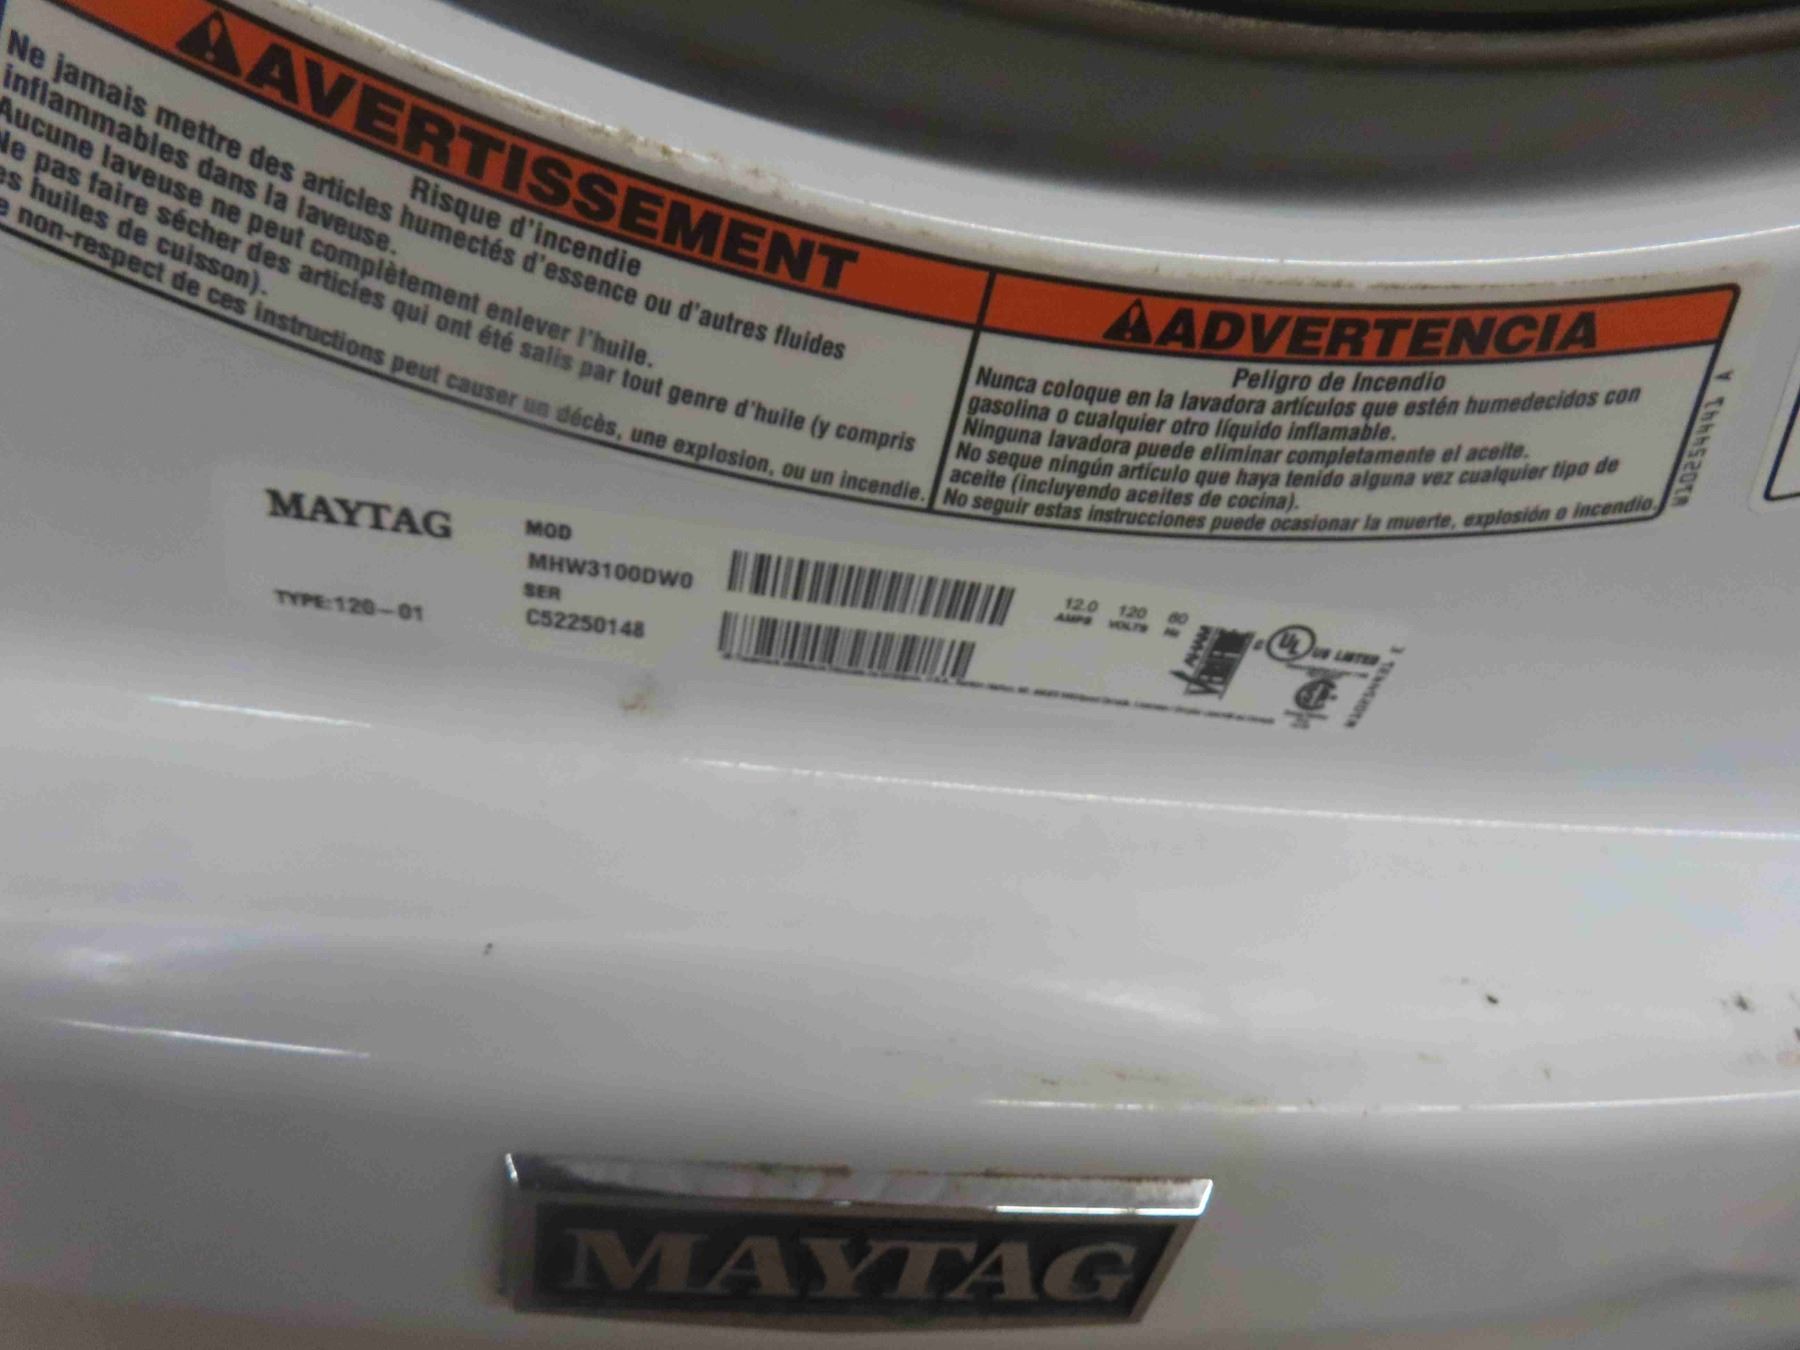 AVERTISSEMENT
Risque d'incendie
Ne jamais mettre des articles humectés d'essence ou d'autres fluides
inflammables dans la laveuse.
Aucune laveuse ne peut complètement enlever l'huile.
Ne pas faire sécher des articles qui ont été salis par tout genre d'huile (y compris
es huiles de cuisson).
e non-respect de ces instructions peut causer un décès, une explosion, ou un incendie.
ADVERTENCIA
Peligro de Incendio
Nunca coloque en la lavadora artículos que estén humedecidos con
gasolina o cualquier otro líquido inflamable.
Ninguna lavadora puede eliminar completamente el aceite.
No seque ningún artículo que haya tenido alguna vez cualquier tipo de
aceite (incluyendo aceites de cocina).
No seguir estas instrucciones puede ocasionar la muerte, explosión o incendio.
MAYTAG
TYPE:120-01
MOD
MHW3100DW0
SER
C52250148
12.0 120 60
AMPS VOLTS Hz
AHAM
C UL US LISTED
MAYTAG